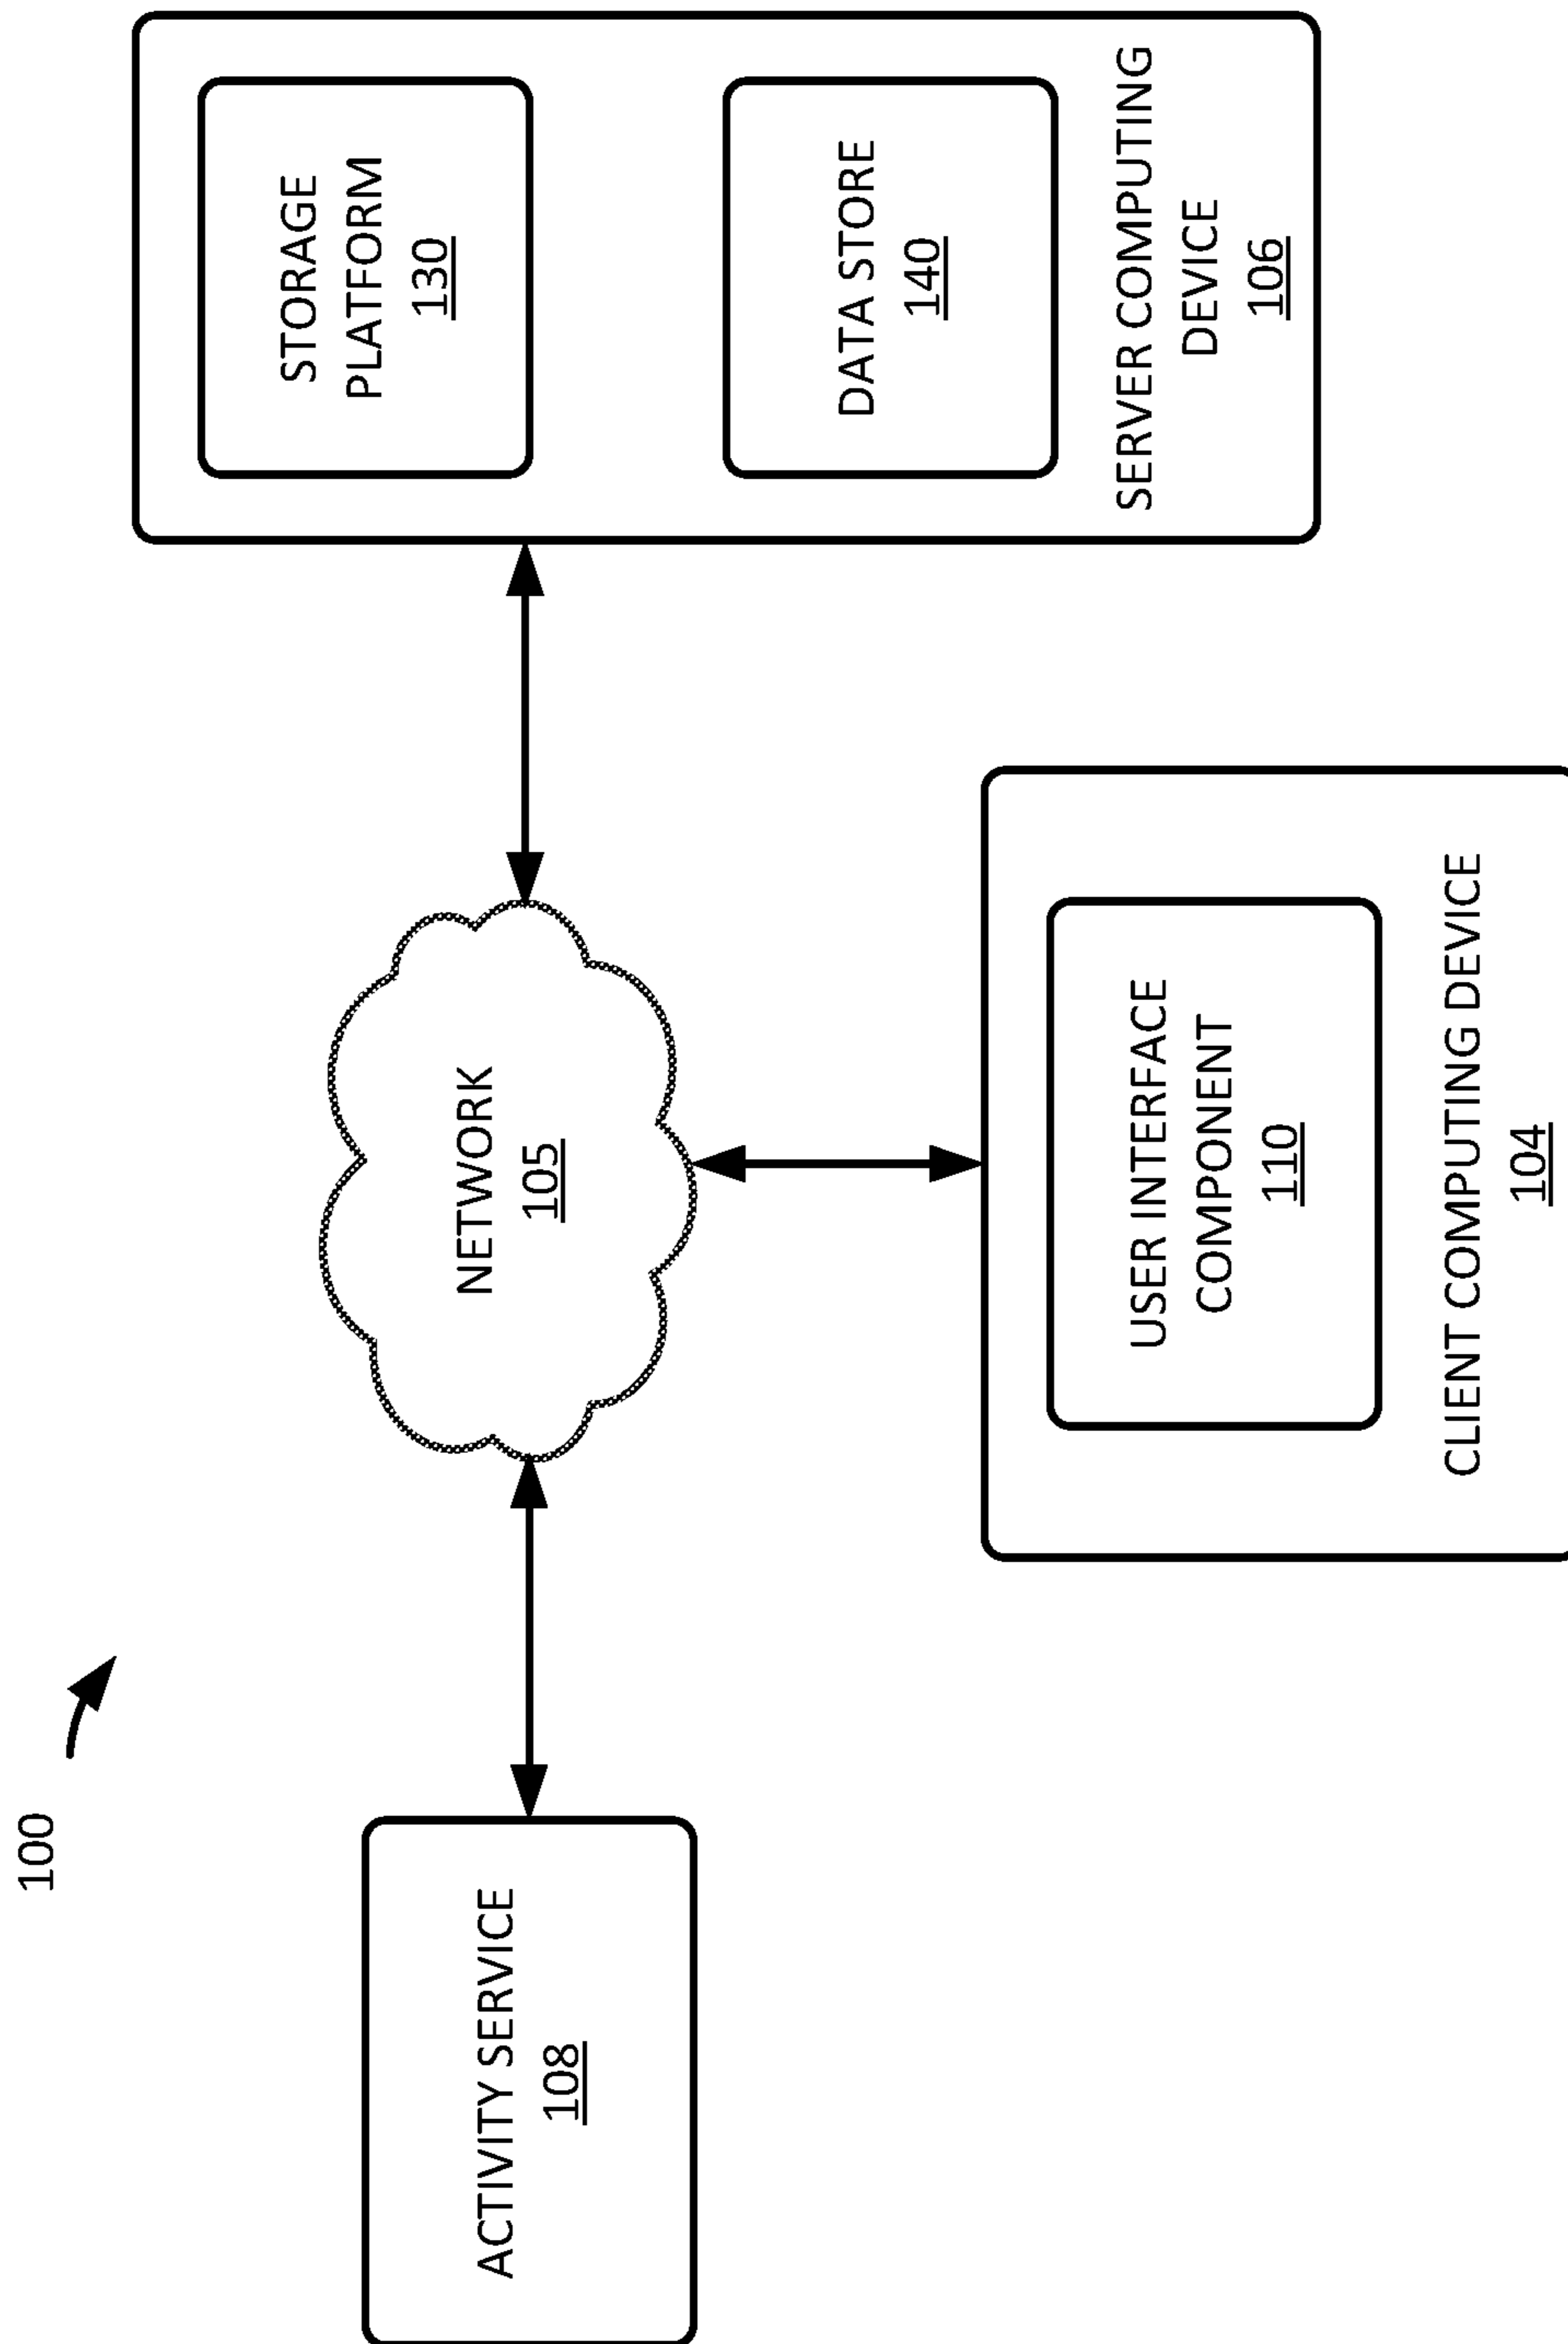 100
ACTIVITY SERVICE
108
NETWORK
105
STORAGE
PLATFORM
130
DATA STORE
140
SERVER COMPUTING
DEVICE
106
USER INTERFACE
COMPONENT
110
CLIENT COMPUTING DEVICE
104